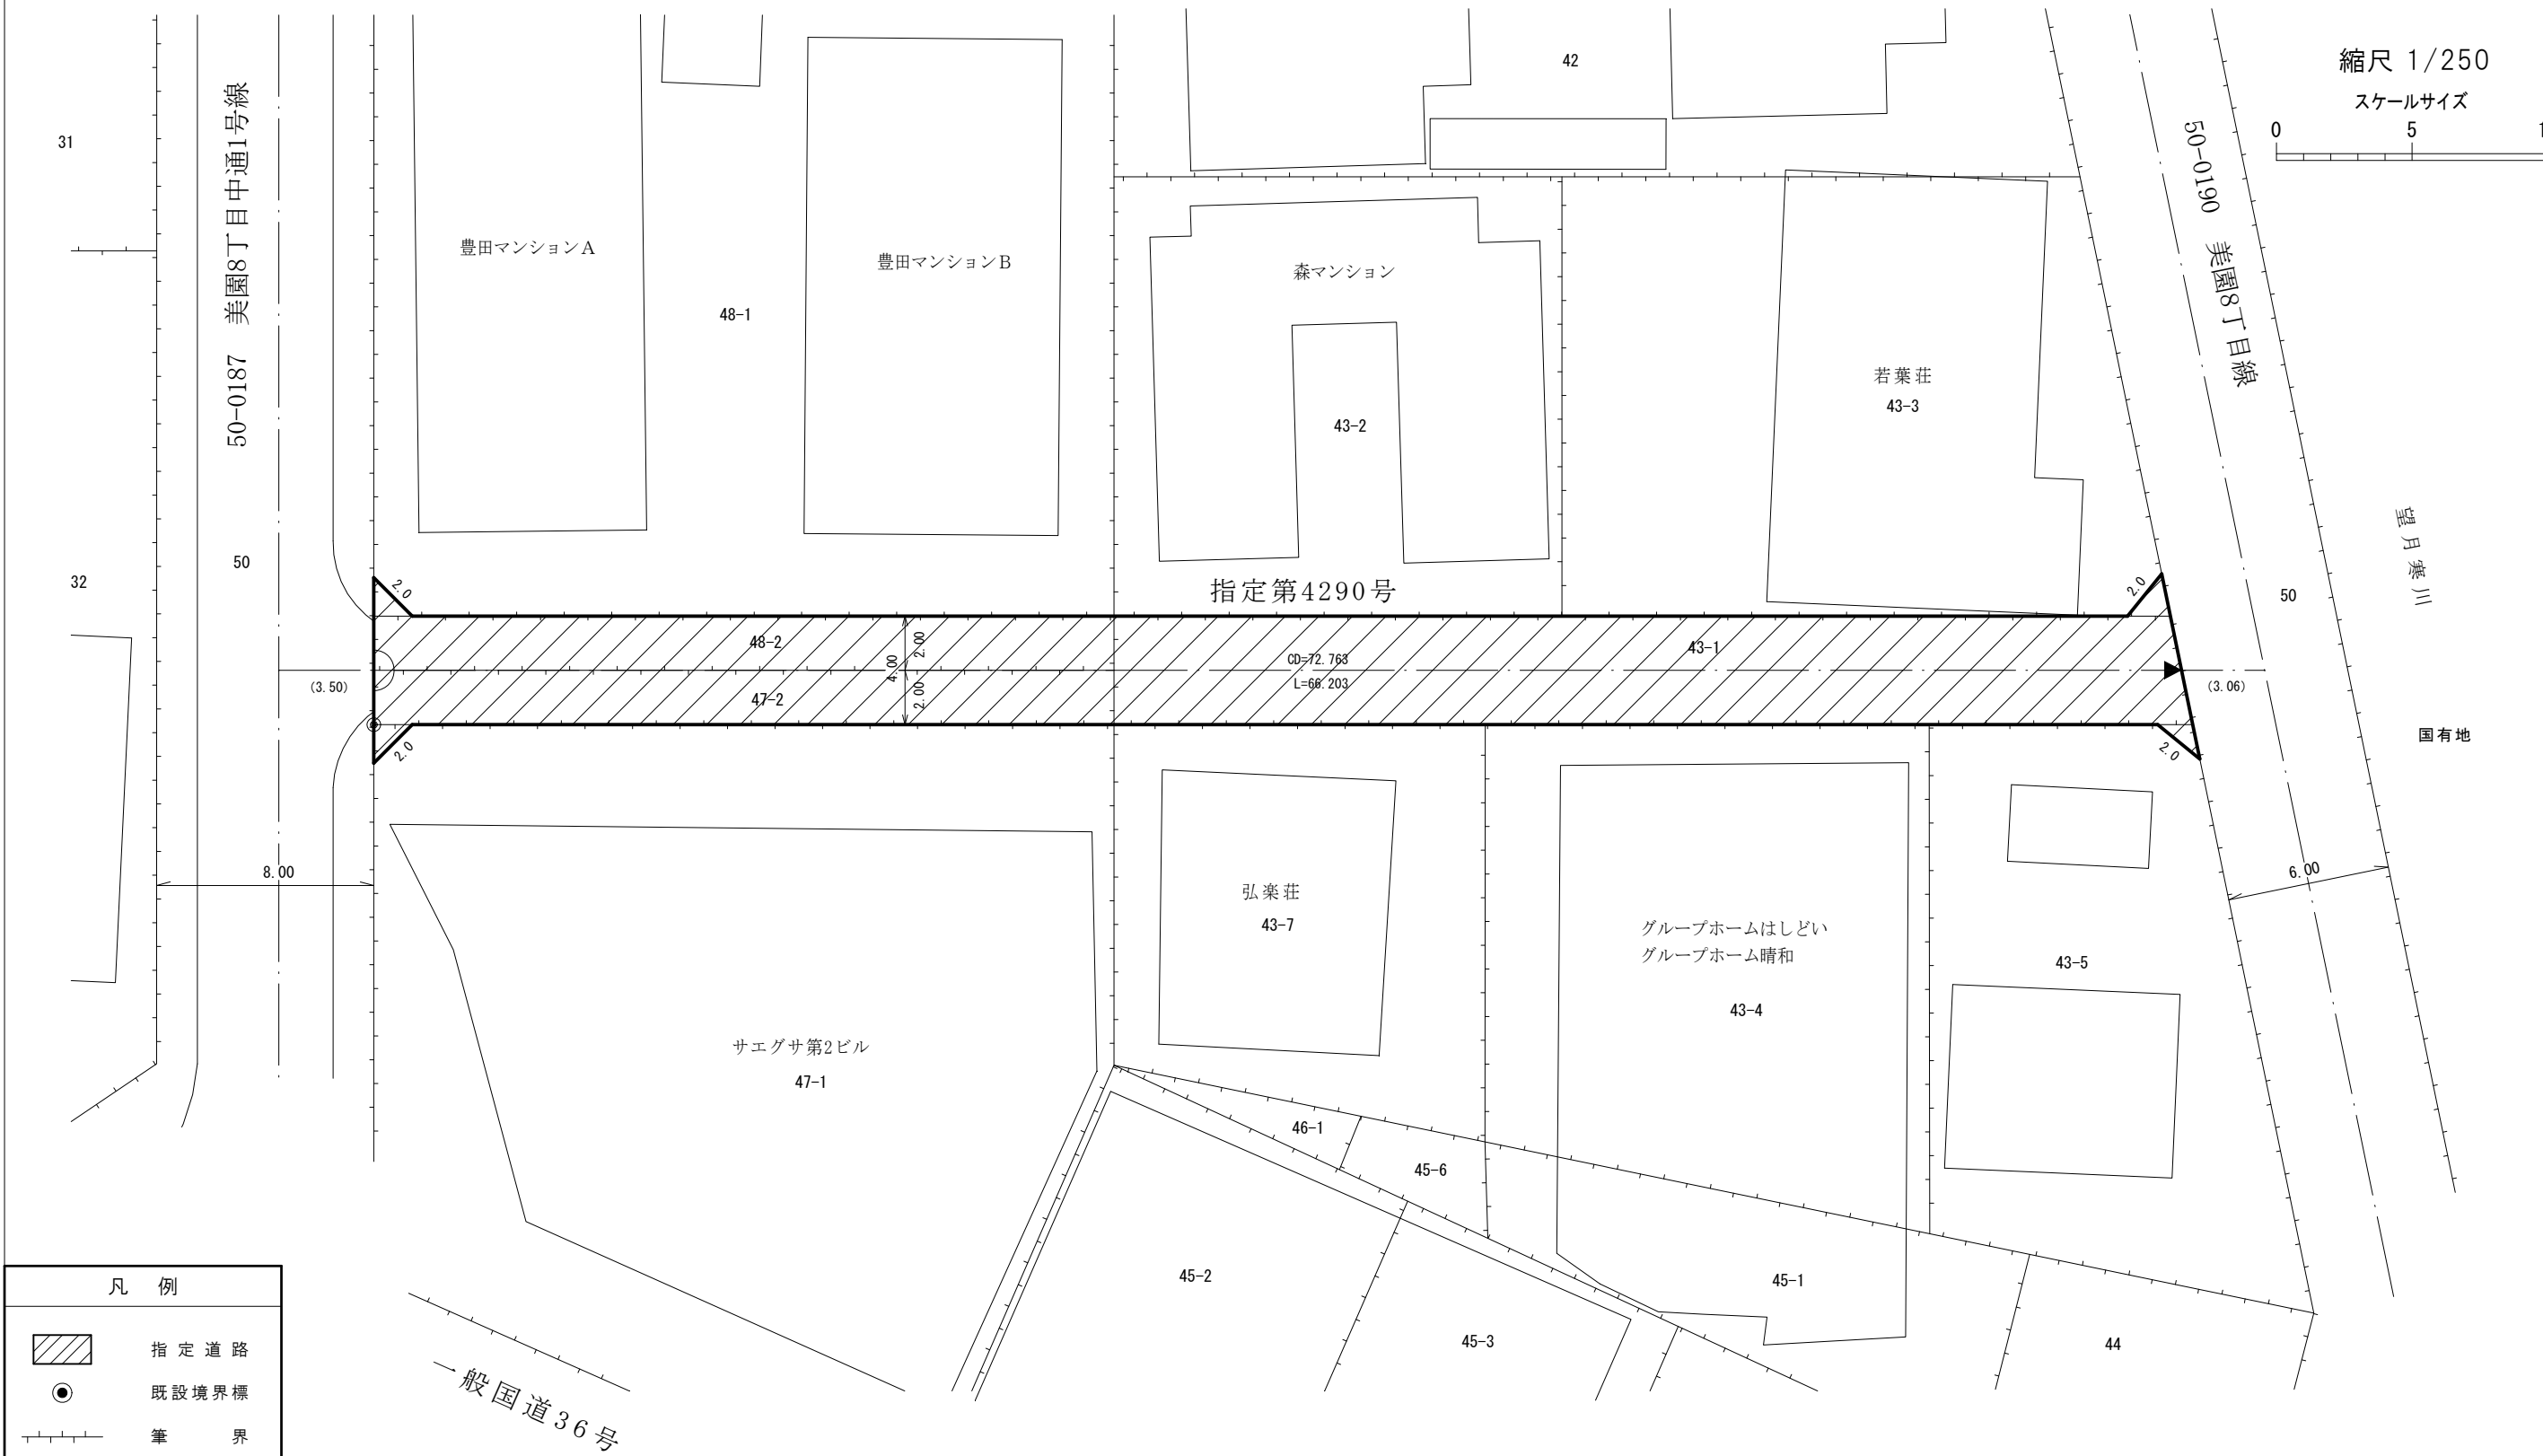 縮尺 1/250
スケールサイズ
0
5
42
31
50-0187 美園8丁目中通1号線
50-0190 美園8丁目線
豊田マンションA
豊田マンションB
森マンション
48-1
若葉荘
43-3
43-2
望月寒川
50
32
50
指定第4290号
2.0
2.0
48-2
2.00
4.00
CD=72.763
43-1
(3.50)
L=66.203
(3.06)
47-2
2.00
国有地
2.0
2.0
8.00
6.00
弘楽荘
43-7
グループホームはしどい
グループホーム晴和
43-5
43-4
サエグサ第2ビル
47-1
46-1
45-6
45-2
45-1
45-3
44
一般国道36号
凡例
指定道路
既設境界標
筆界